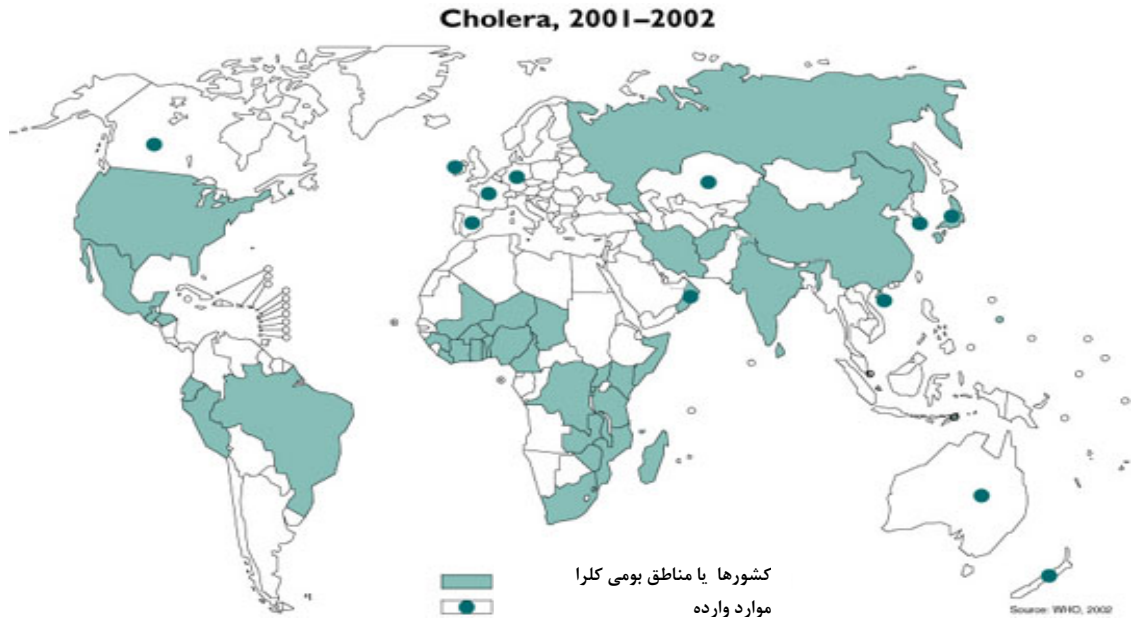 Cholera, 2001–2002
کشورها یا مناطق بومی کلرا
موارد وارده
Source: WHO, 2002